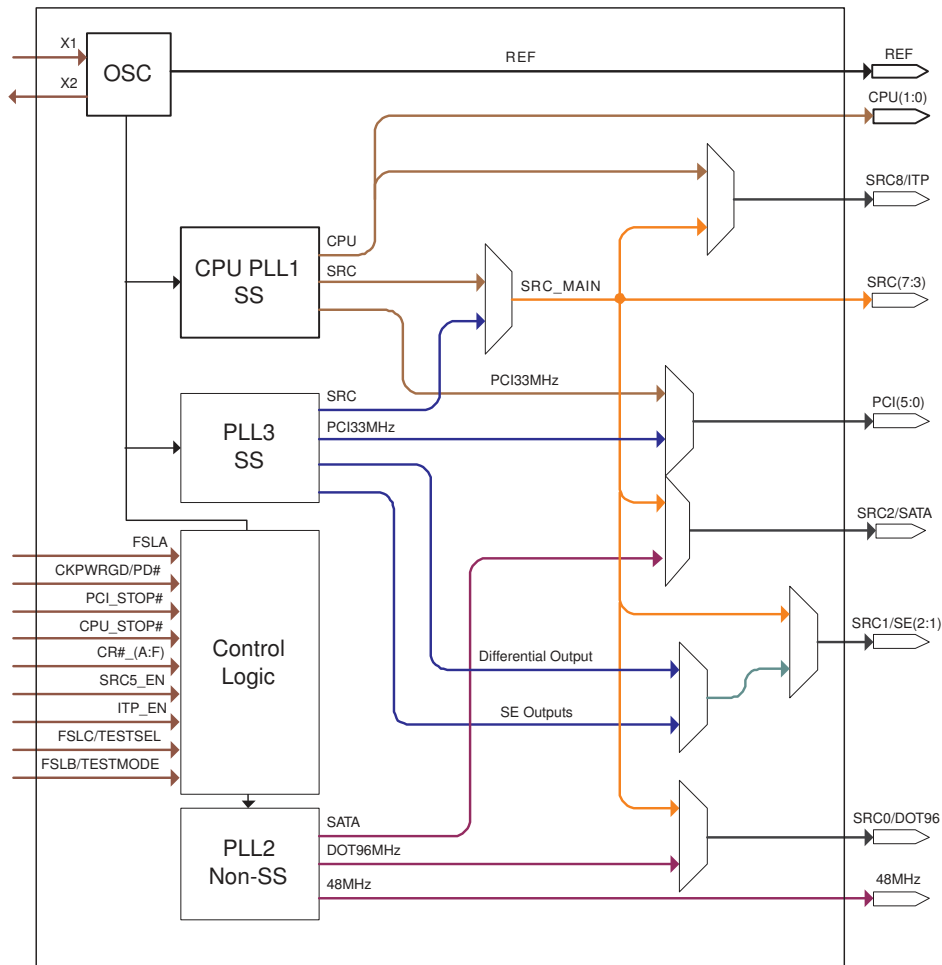 X1
OSC
REF
REF
X2
CPU(1:0)
SRC8/ITP
CPU
CPU PLL1
SS
SRC
SRC_MAIN
SRC(7:3)
PCI33MHz
SRC
PLL3
SS
PCI33MHz
PCI(5:0)
SRC2/SATA
FSLA
CKPWRGD/PD#
PCI_STOP#
CPU_STOP#
CR#_(A:F)
SRC5_EN
ITP_EN
FSLC/TESTSEL
FSLB/TESTMODE
Control
Logic
Differential Output
SE Outputs
SRC1/SE(2:1)
SATA
PLL2
Non-SS
DOT96MHz
48MHz
SRC0/DOT96
48MHz